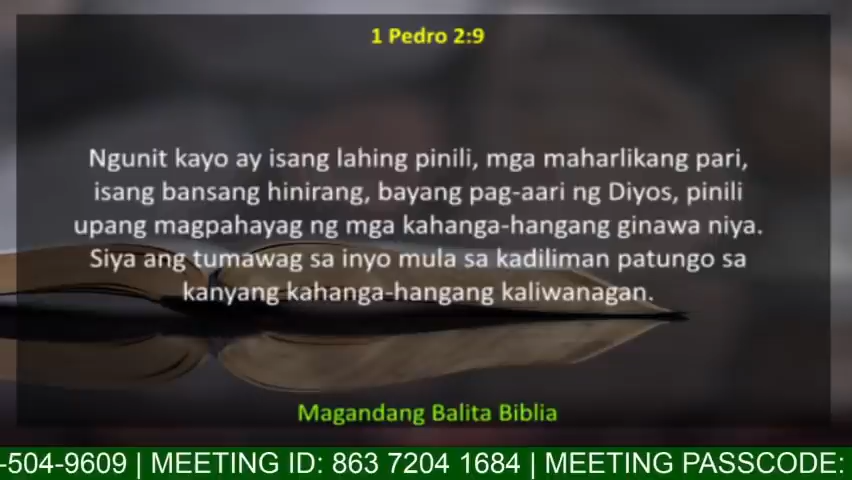 1 Pedro 2:9
Ngunit kayo ay isang lahing pinili, mga maharlikang pari,
isang bansang hinirang, bayang pag-aari ng Diyos, pinili
upang magpahayag ng mga kahanga-hangang ginawa niya.
Siya ang tumawag sa inyo mula sa kadiliman patungo sa
kanyang kahanga-hangang kaliwanagan.
Magandang Balita Biblia
-504-9609 | MEETING ID: 863 7204 1684 | MEETING PASSCODE: